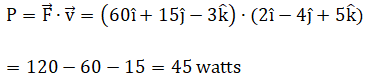 P = F⃗ · v⃗ = (60î + 15ĵ − 3k̂) · (2î − 4ĵ + 5k̂)
= 120 − 60 − 15 = 45 watts